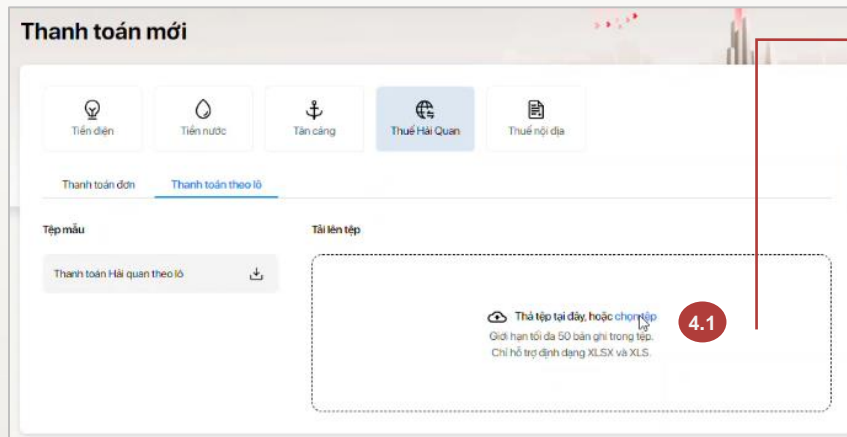 Thanh toán mới
Tiền điện
Tiền nước
Tân cảng
Thuế Hải Quan
Thuế nội địa
Thanh toán đơn
Thanh toán theo lô
Tệp mẫu
Tải lên tệp
Thanh toán Hải quan theo lô
Thả tệp tại đây, hoặc chọn tệp
4.1
Giới hạn tối đa 50 bản ghi trong tệp.
Chỉ hỗ trợ định dạng XLSX và XLS.